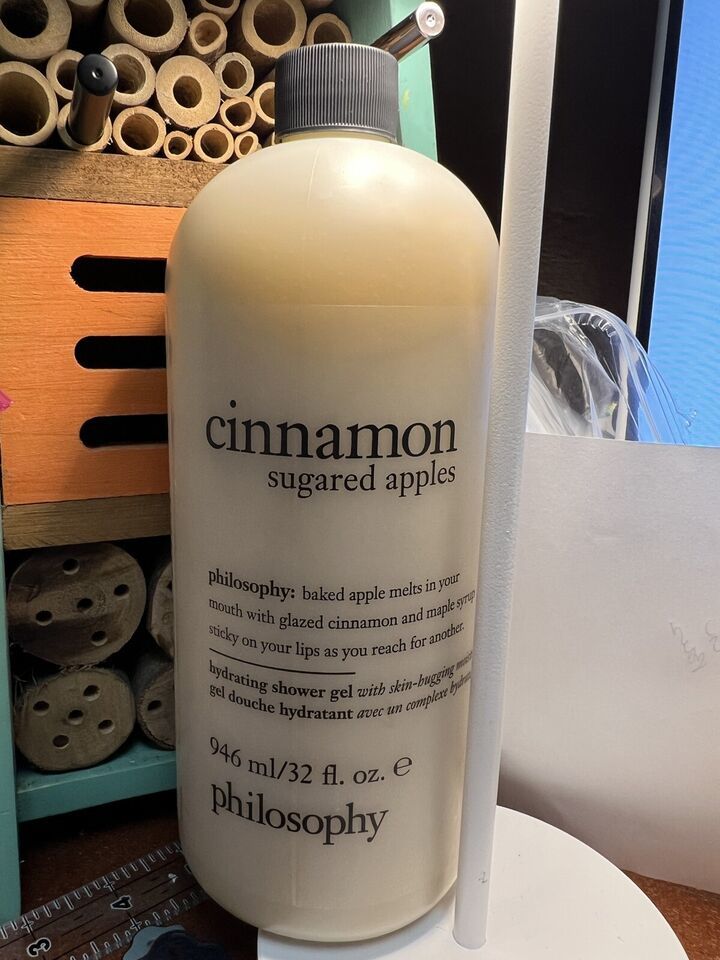 cinnamon
sugared apples
philosophy: baked apple melts in your
mouth with glazed cinnamon and maple syrup
sticky on your lips as you reach for another.
hydrating shower gel with skin-hugging
gel douche hydratant avec un complexe
946 ml/32 fl. oz. e
philosophy
4
3